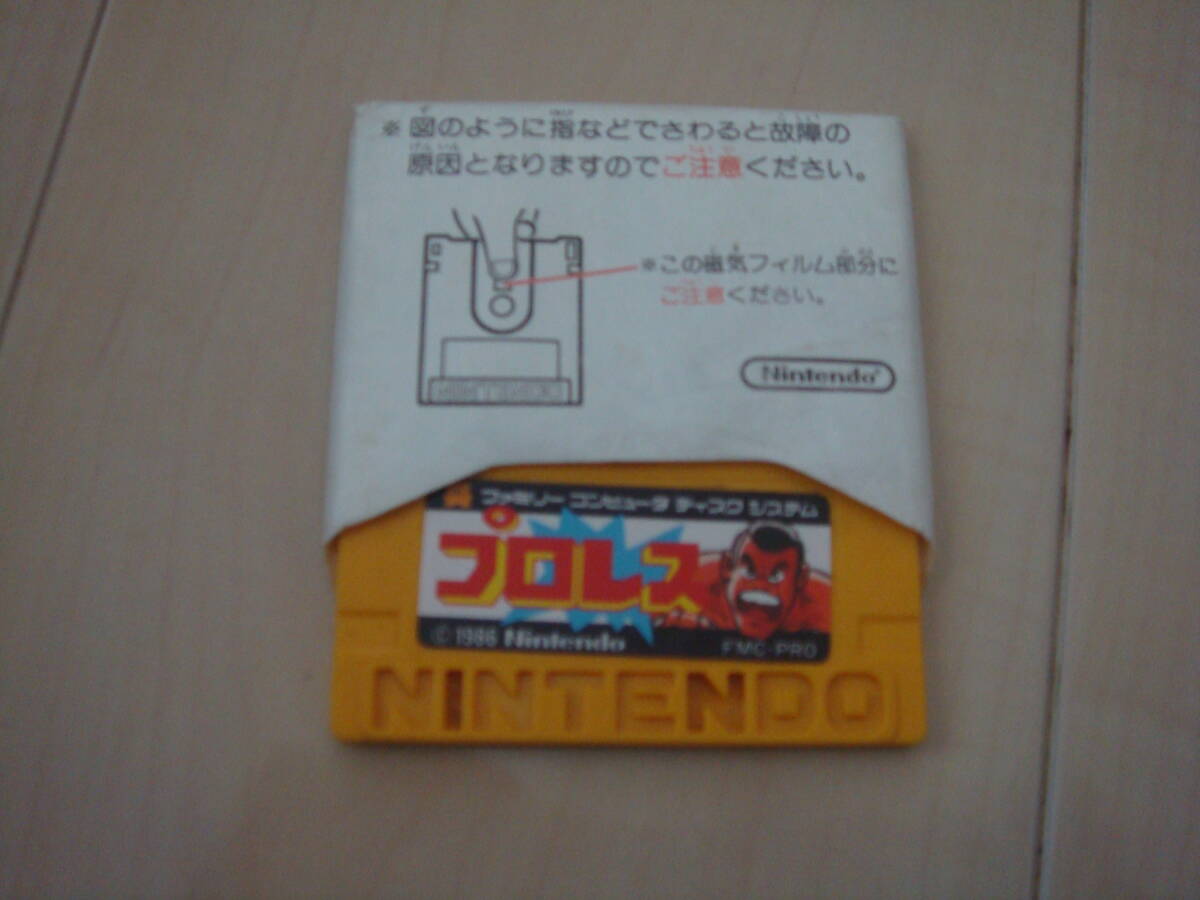 ※図のように指などでさわると故障の
原因となりますのでご注意ください。
※この磁気フィルム部分に
ご注意ください。
Nintendo®
ファミリー コンピュータ ディスク システム
プロレス
©1986 Nintendo
FMC-PRO
NINTENDO